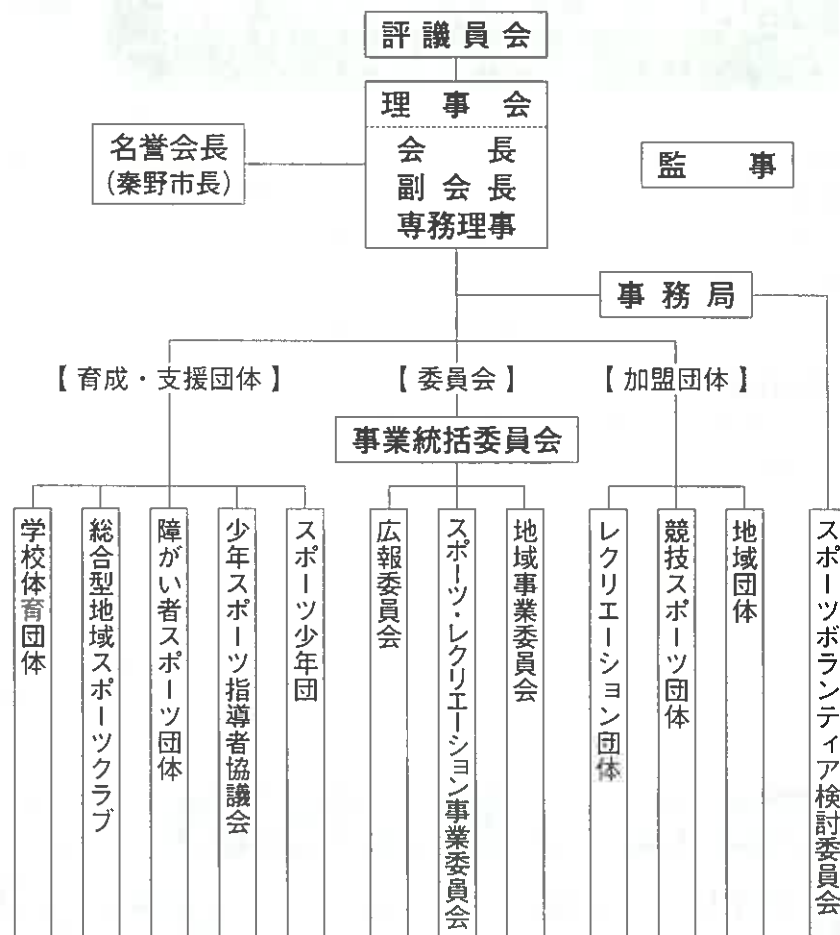 評議員会
理事会
会長
副会長
専務理事
名誉会長
(秦野市長)
監事
事務局
【育成・支援団体】
【委員会】
【加盟団体】
事業統括委員会
学校体育団体
総合型地域スポーツクラブ
障がい者スポーツ団体
少年スポーツ指導者協議会
スポーツ少年団
広報委員会
スポーツ・レクリエーション事業委員会
地域事業委員会
レクリエーション団体
競技スポーツ団体
地域団体
スポーツボランティア検討委員会